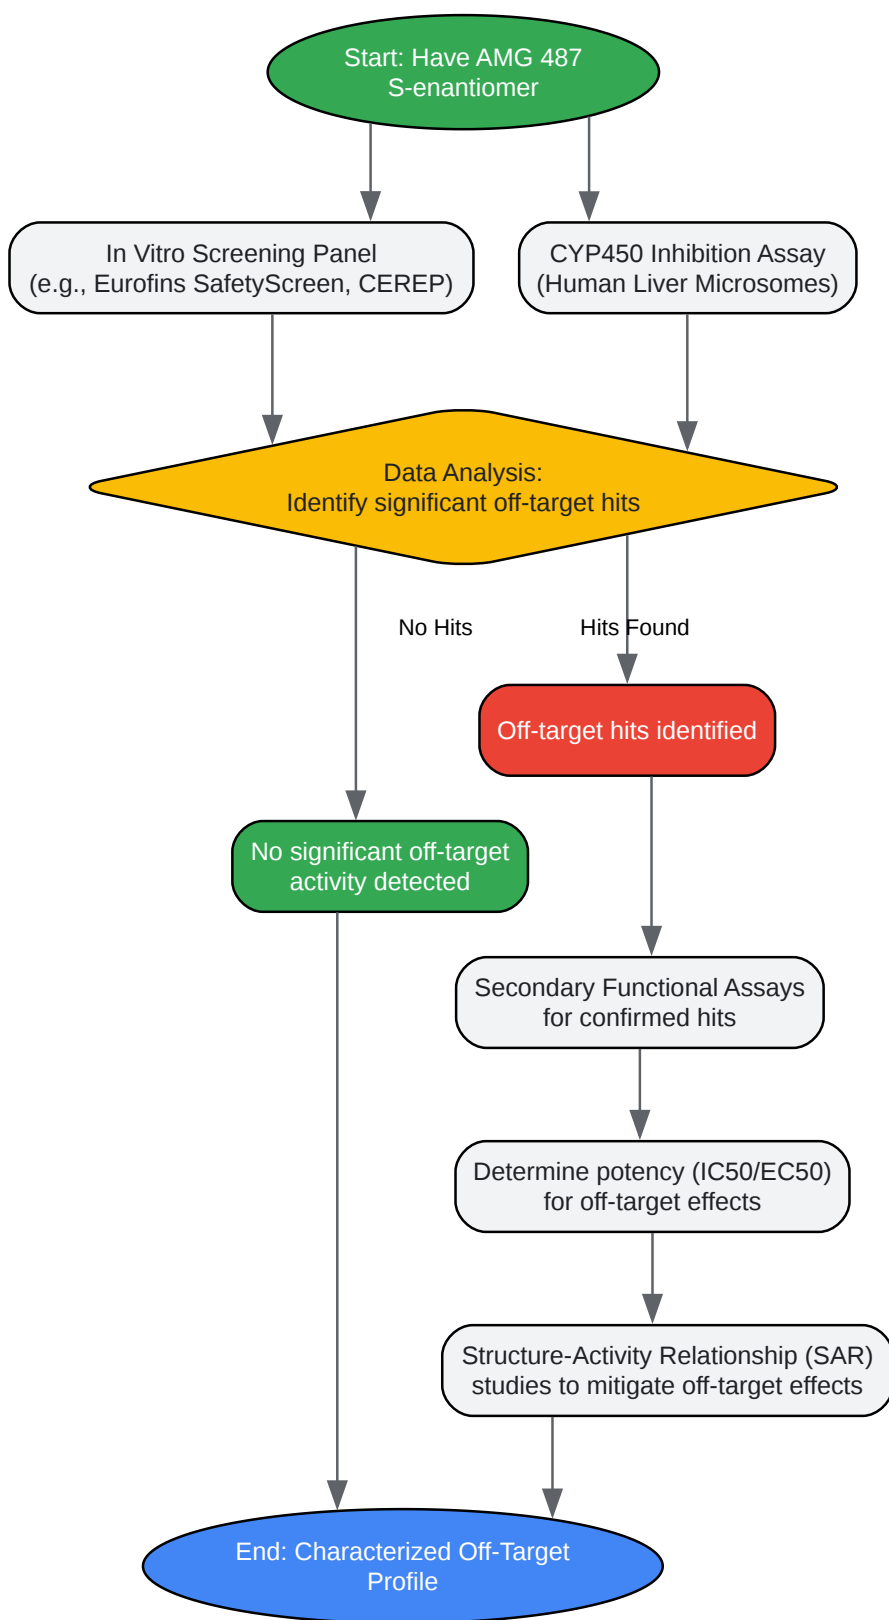 Start: Have AMG 487
S-enantiomer
In Vitro Screening Panel
(e.g., Eurofins SafetyScreen, CEREP)
CYP450 Inhibition Assay
(Human Liver Microsomes)
Data Analysis:
Identify significant off-target hits
No Hits
Hits Found
Off-target hits identified
No significant off-target
activity detected
Secondary Functional Assays
for confirmed hits
Determine potency (IC50/EC50)
for off-target effects
Structure-Activity Relationship (SAR)
studies to mitigate off-target effects
End: Characterized Off-Target
Profile